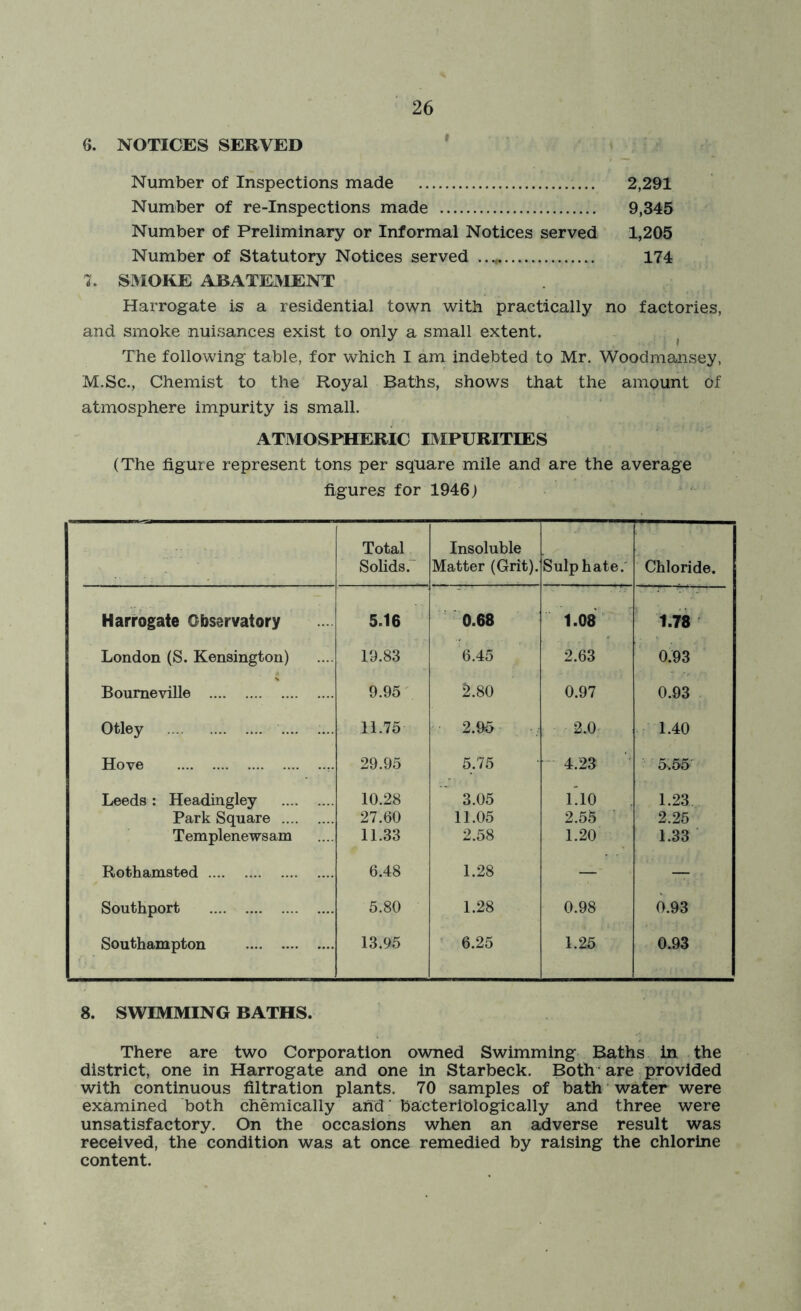 26
6. NOTICES SERVED
Number of Inspections made .............................. 2,291
Number of re-Inspections made .......................... 9,345
Number of Preliminary or Informal Notices served 1,205
Number of Statutory Notices served .................... 174
7. SMOKE ABATEMENT
Harrogate is a residential town with practically no factories,
and smoke nuisances exist to only a small extent.
The following table, for which I am indebted to Mr. Woodmansey,
M.Sc., Chemist to the Royal Baths, shows that the amount of
atmosphere impurity is small.
ATMOSPHERIC IMPURITIES
(The figure represent tons per square mile and are the average
figures for 1946)
Total Solids. Insoluble Matter (Grit). Sulphate. Chloride.
Harrogate Observatory .... 5.16 0.68 1.08 1.78
London (S. Kensington) .... 19.83 6.45 2.63 0.93
Bourneville .... .... .... .... 9.95 2.80 0.97 0.93
Otley .... .... .... .... .... 11.75 2.95 2.0 1.40
Hove .... .... .... .... .... 29.95 5.75 4.23 5.55
Leeds : Headingley .... .... 10.28 3.05 1.10 1.23
Park Square .... .... 27.60 11.05 2.55 2.25
Templenewsam .... 11.33 2.58 1.20 1.33
Rothamsted .... .... .... .... 6.48 1.28 — —
Southport .... .... .... .... 5.80 1.28 0.98 0.93
Southampton .... .... .... 13.95 6.25 1.25 0.93
8. SWIMMING BATHS.
There are two Corporation owned Swimming Baths in the
district, one in Harrogate and one in Starbeck. Both are provided
with continuous filtration plants. 70 samples of bath water were
examined both chemically and bacteriologically and three were
unsatisfactory. On the occasions when an adverse result was
received, the condition was at once remedied by raising the chlorine
content.